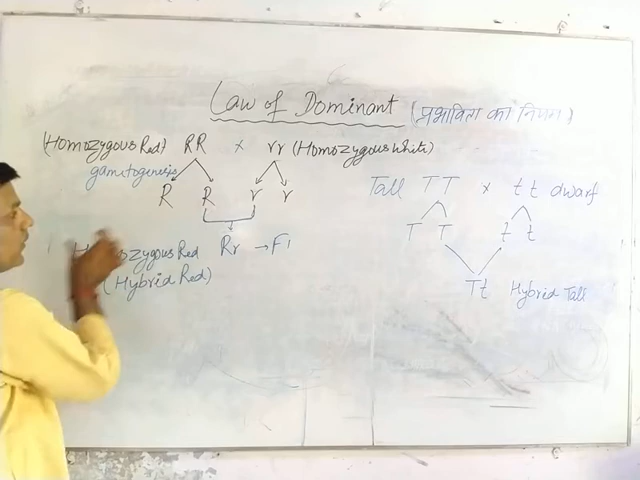 Law of Dominant (प्रभाविता का नियम)
(Homozygous Red) RR × rr (Homozygous White)
gametogenesis
R R r r
Rr → F1
Homozygous Red
(Hybrid Red)
Tall TT × tt dwarf
T T t t
Tt Hybrid Tall